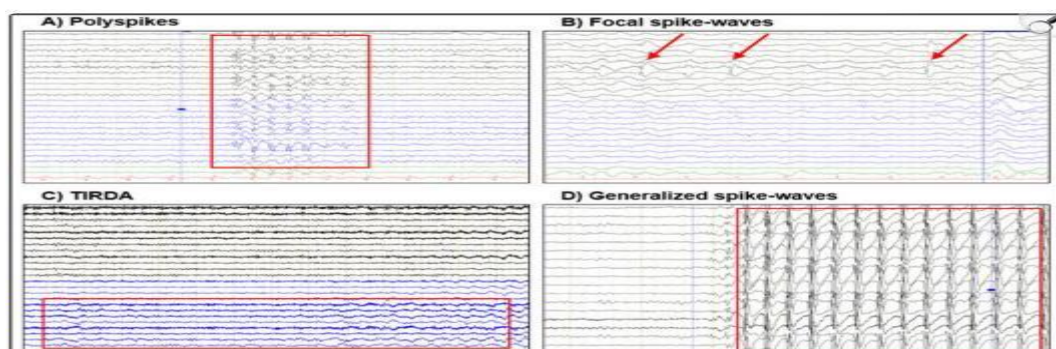 A) Polyspikes
B) Focal spike-waves
C) TIRDA
D) Generalized spike-waves